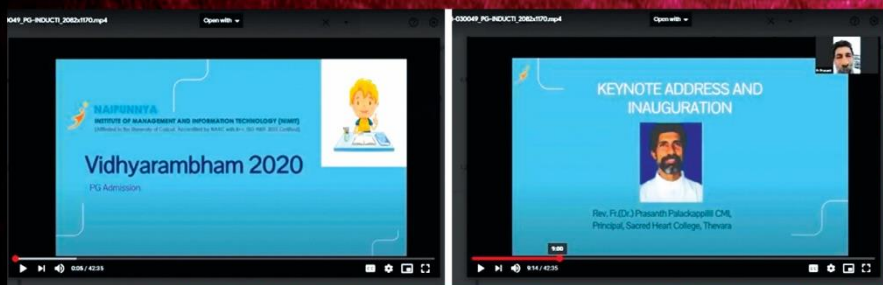 0049_PG-INDUCTI_2082x1170.mp4
Open with
NAIPUNNYA
INSTITUTE OF MANAGEMENT AND INFORMATION TECHNOLOGY (NIMIT)
Vidhyarambham 2020
PG Admission
0:08 / 42:35
-030049_PG-INDUCTI_2082x1170.mp4
Open with
KEYNOTE ADDRESS AND
INAUGURATION
Rev. Fr.(Dr.) Prasanth Palackappillil CMI,
Principal, Sacred Heart College, Thevara
9:00
9:14 / 42:35